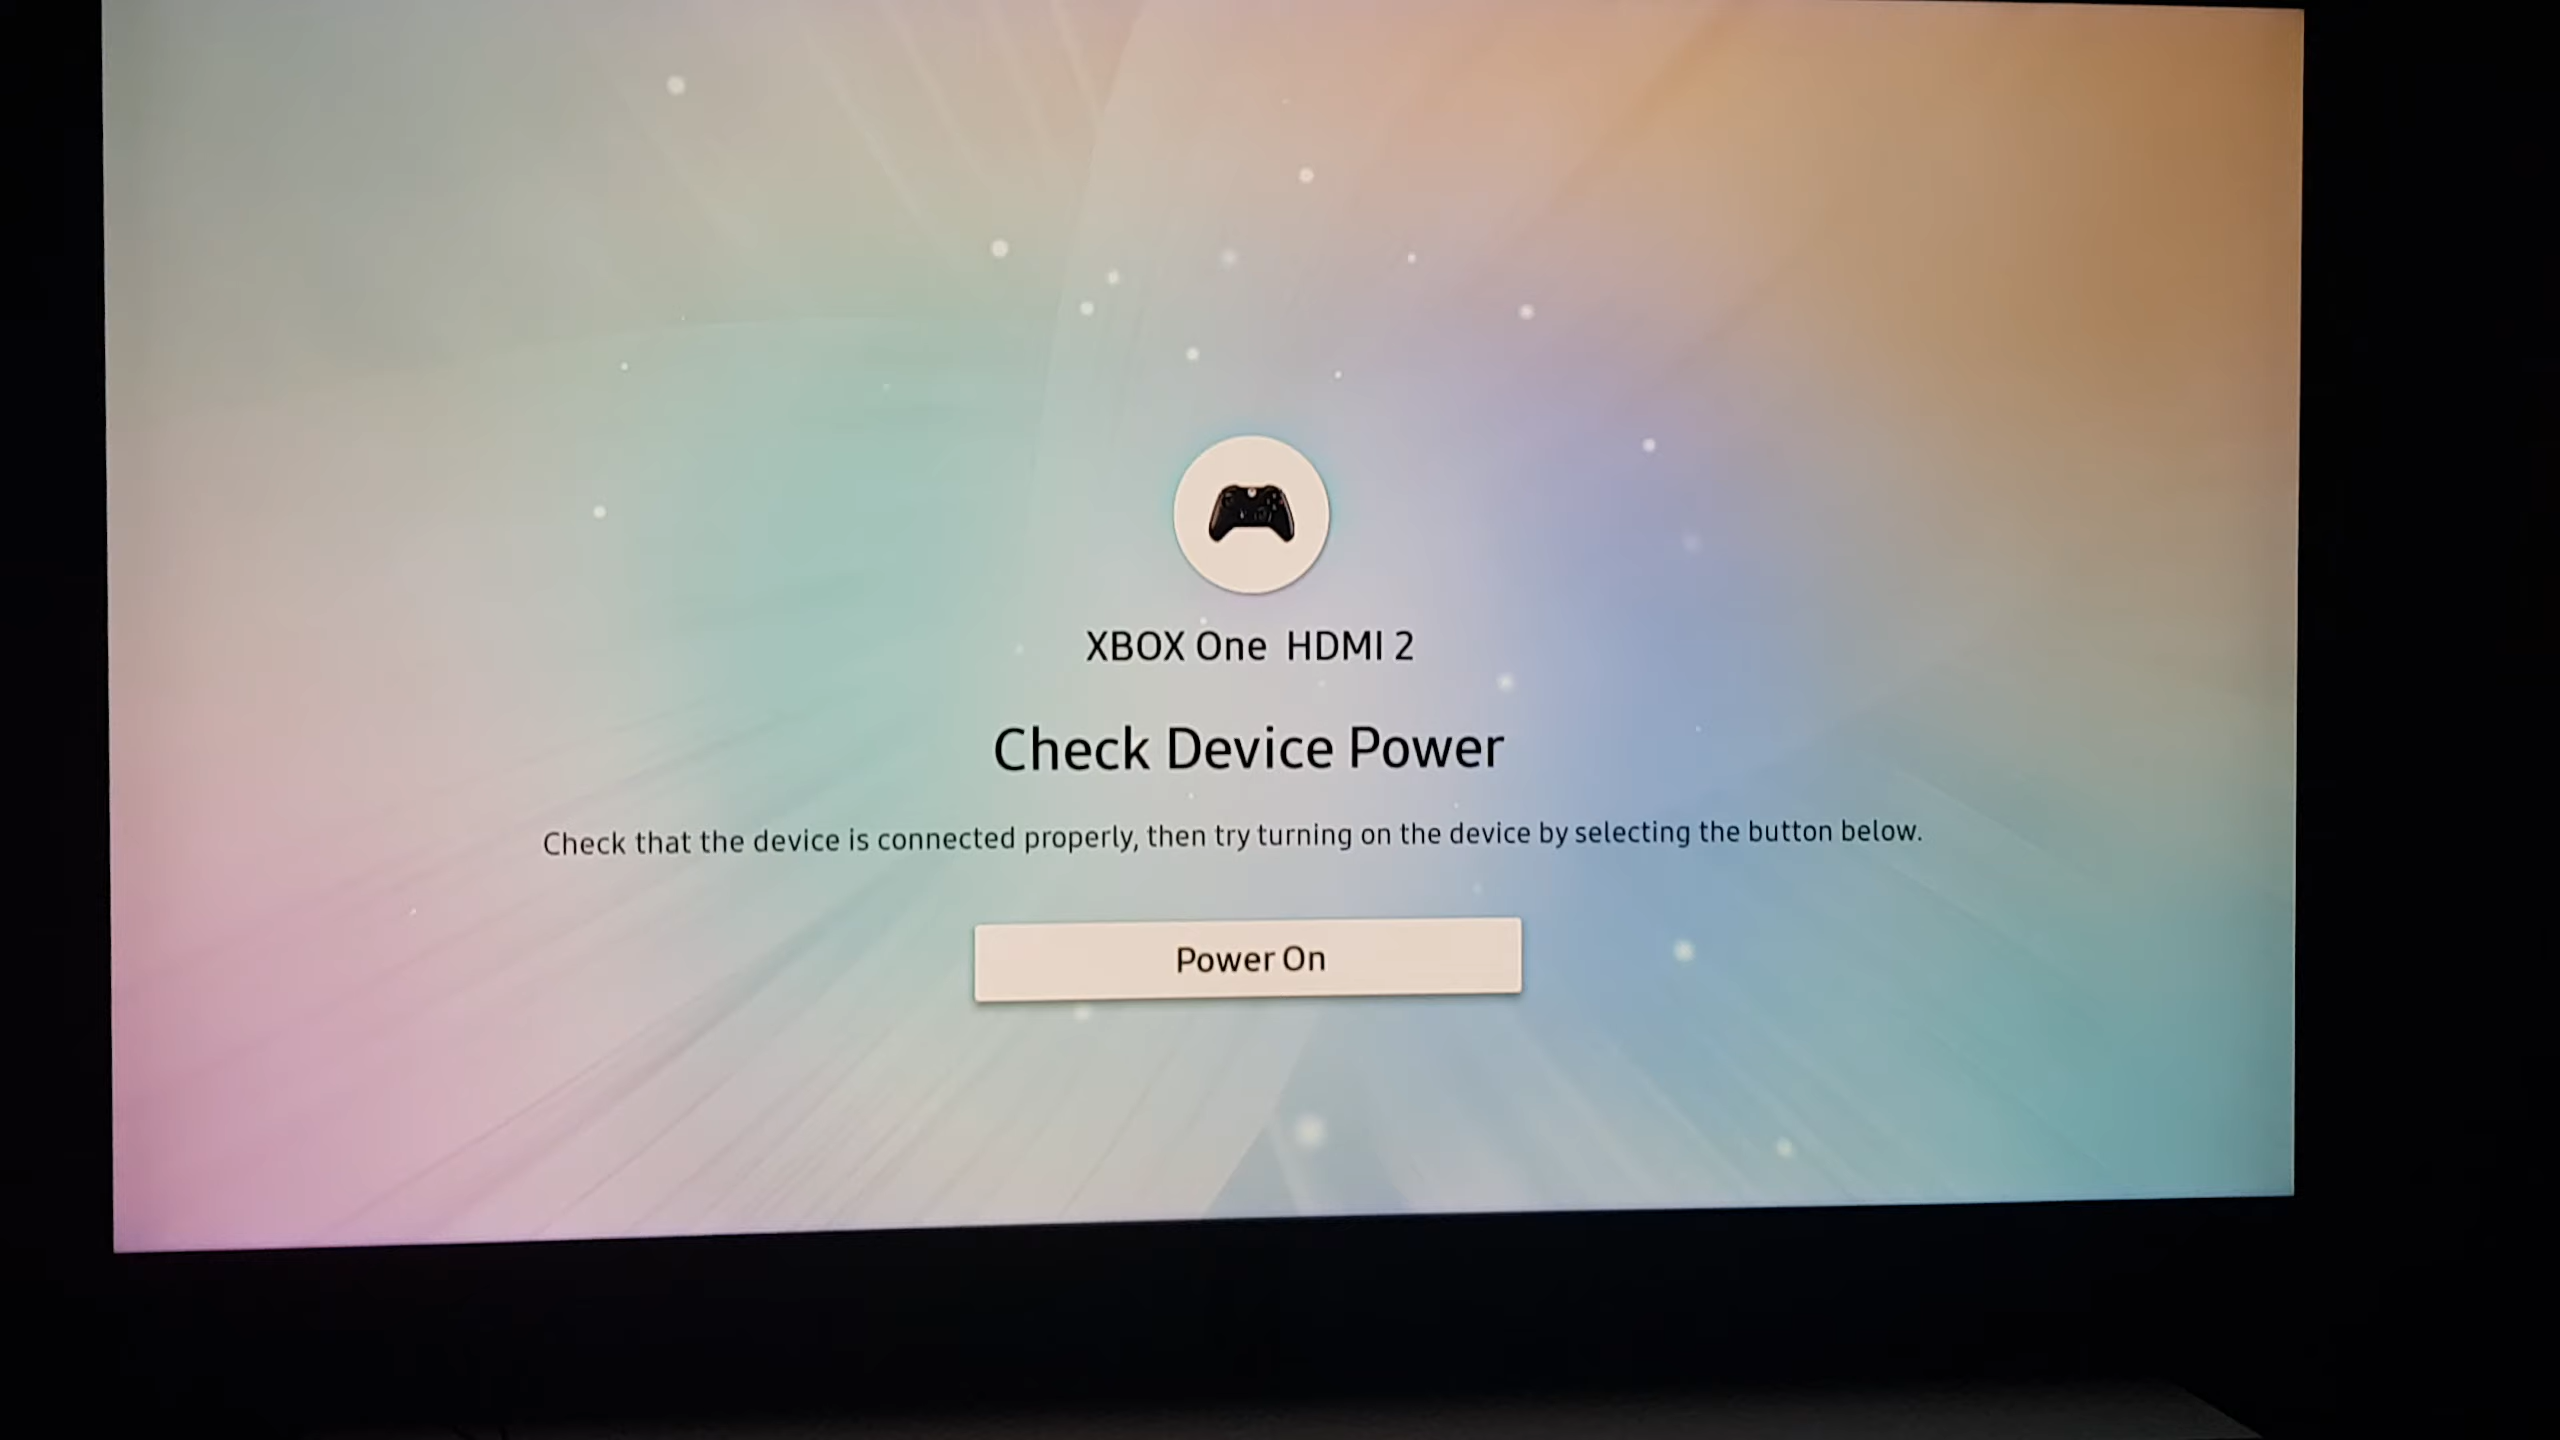 XBOX One HDMI 2
Check Device Power
Check that the device is connected properly, then try turning on the device by selecting the button below.
Power On